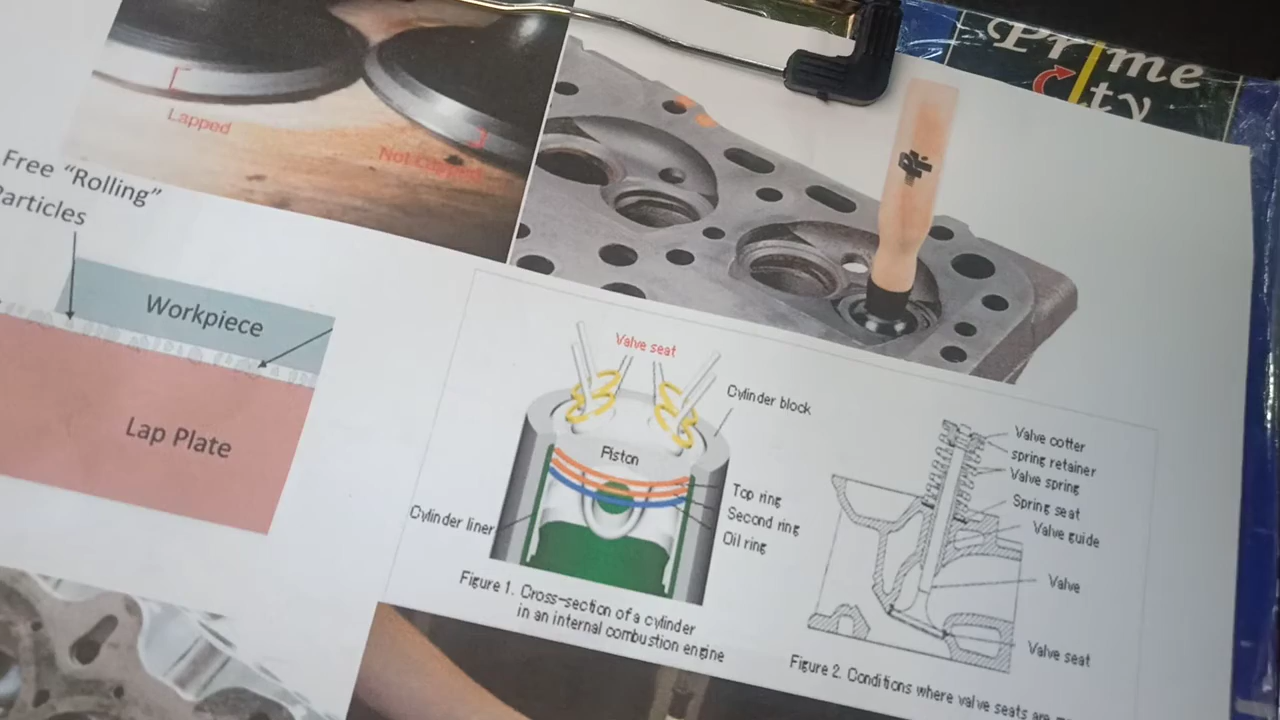 Prime
City
Lapped
Not Lapped
Free “Rolling”
Particles
Workpiece
Lap Plate
Valve seat
Cylinder block
Piston
Top ring
Second ring
Oil ring
Cylinder liner
Figure 1. Cross-section of a cylinder
in an internal combustion engine
Valve cotter
spring retainer
Valve spring
Spring seat
Valve guide
Valve
Valve seat
Figure 2. Conditions where valve seats are